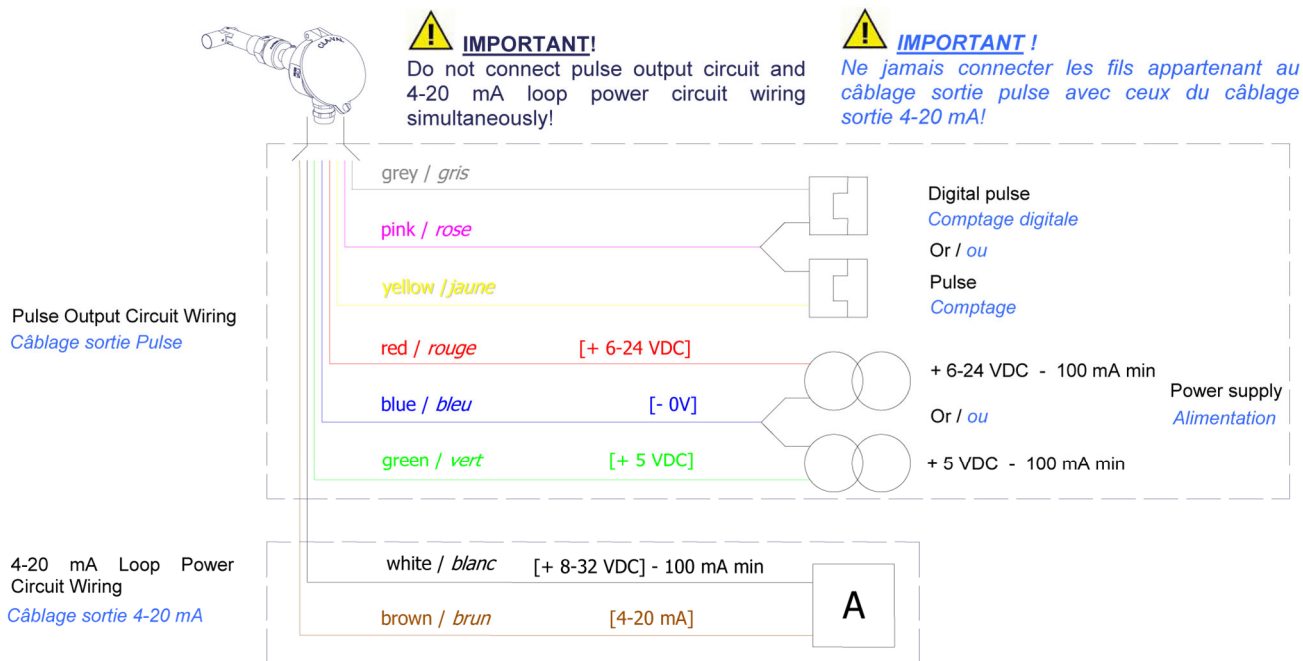 CLAVAL
IMPORTANT!
Do not connect pulse output circuit and
4-20 mA loop power circuit wiring
simultaneously!
IMPORTANT !
Ne jamais connecter les fils appartenant au
câblage sortie pulse avec ceux du câblage
sortie 4-20 mA!
grey / gris
pink / rose
yellow /jaune
Digital pulse
Comptage digitale
Or / ou
Pulse
Comptage
Pulse Output Circuit Wiring
Câblage sortie Pulse
red / rouge [+ 6-24 VDC]
blue / bleu [- 0V]
green / vert [+ 5 VDC]
+ 6-24 VDC - 100 mA min
Or / ou
+ 5 VDC - 100 mA min
Power supply
Alimentation
4-20 mA Loop Power
Circuit Wiring
Câblage sortie 4-20 mA
white / blanc [+ 8-32 VDC] - 100 mA min
brown / brun [4-20 mA]
A